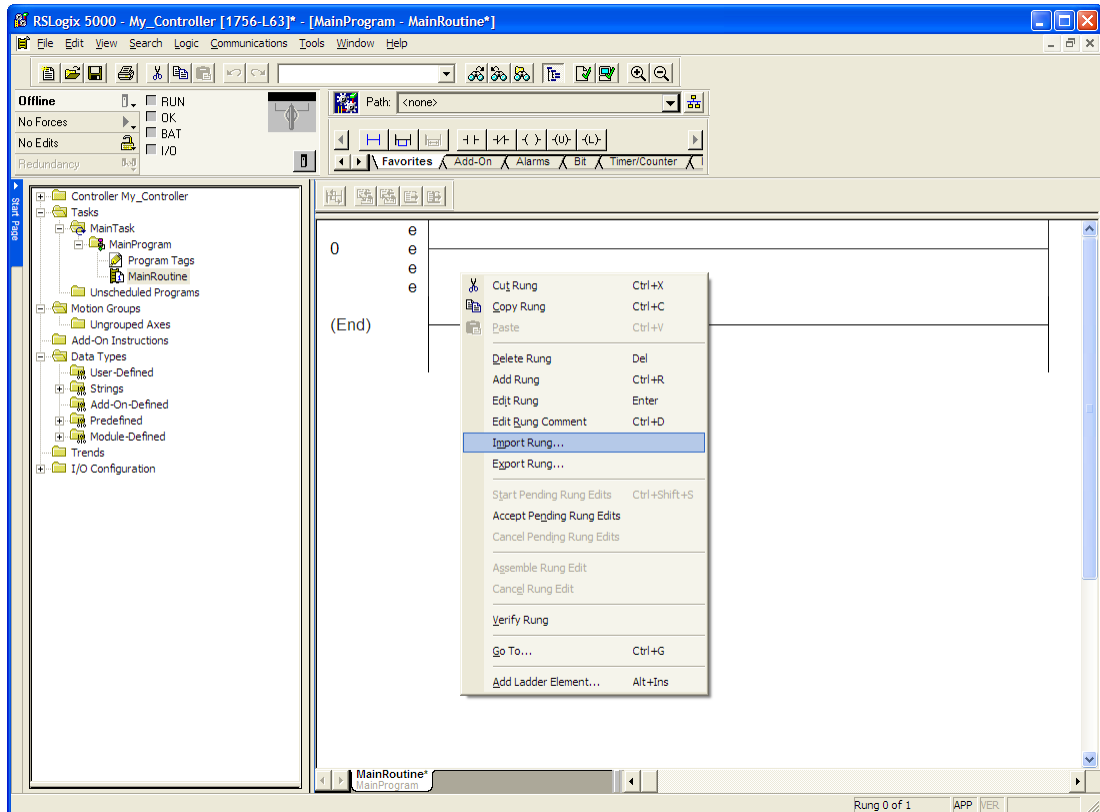 RSLogix 5000 - My_Controller [1756-L63]* - [MainProgram - MainRoutine*]
File Edit View Search Logic Communications Tools Window Help
Offline
RUN
No Forces
OK
No Edits
BAT
Redundancy
I/O
Path: <none>
Favorites Add-On Alarms Bit Timer/Counter
Start Page
Controller My_Controller
Tasks
MainTask
MainProgram
Program Tags
MainRoutine
Unscheduled Programs
Motion Groups
Ungrouped Axes
Add-On Instructions
Data Types
User-Defined
Strings
Add-On-Defined
Predefined
Module-Defined
Trends
I/O Configuration
e
0 e
e
e
(End)
Cut Rung Ctrl+X
Copy Rung Ctrl+C
Paste Ctrl+V
Delete Rung Del
Add Rung Ctrl+R
Edit Rung Enter
Edit Rung Comment Ctrl+D
Import Rung...
Export Rung...
Start Pending Rung Edits Ctrl+Shift+S
Accept Pending Rung Edits
Cancel Pending Rung Edits
Assemble Rung Edit
Cancel Rung Edit
Verify Rung
Go To... Ctrl+G
Add Ladder Element... Alt+Ins
MainRoutine*
MainProgram
Rung 0 of 1 APP VER